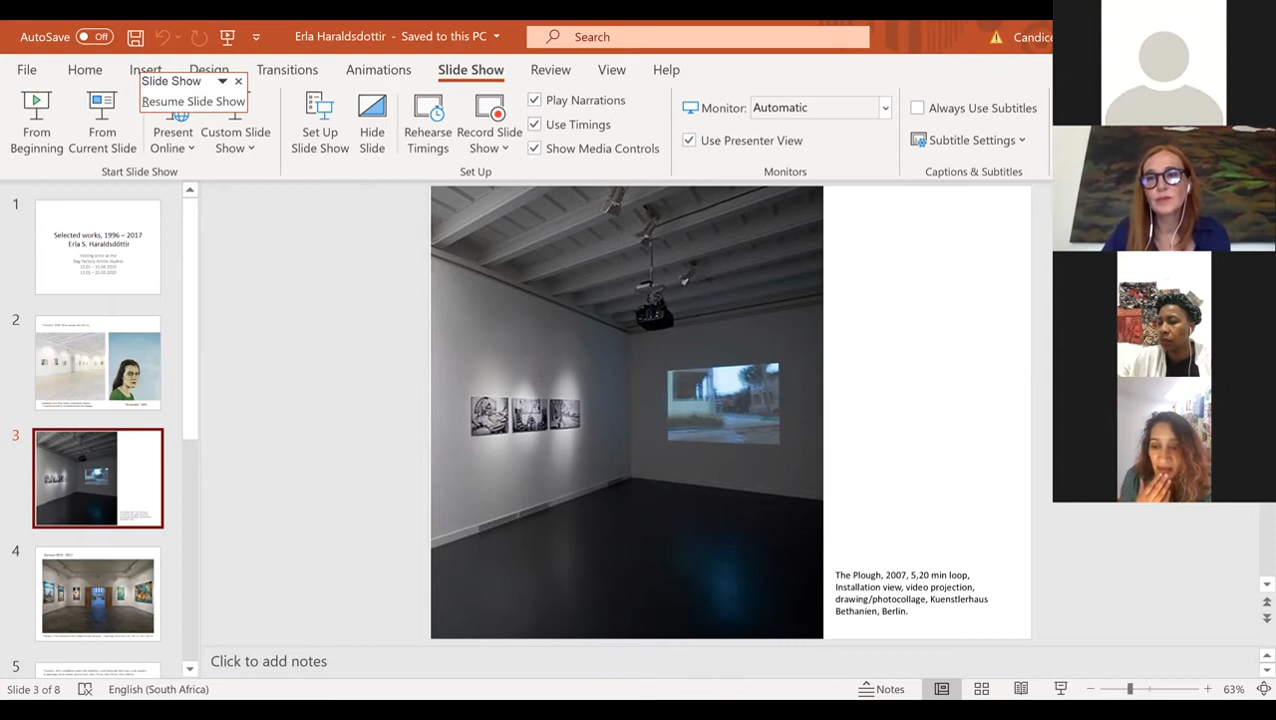 AutoSave Off
Erla Haraldsdottir - Saved to this PC
Search
Candice
File Home Insert Design Transitions Animations Slide Show Review View Help
Slide Show
Resume Slide Show
From Beginning
From Current Slide
Present Online
Custom Slide Show
Set Up Slide Show
Hide Slide
Rehearse Timings
Record Slide Show
Play Narrations
Use Timings
Show Media Controls
Monitor: Automatic
Use Presenter View
Always Use Subtitles
Subtitle Settings
Start Slide Show
Set Up
Monitors
Captions & Subtitles
1
Selected works, 1996 – 2017
Erla S. Haraldsdóttir
2
3
4
5
The Plough, 2007, 5,20 min loop,
Installation view, video projection,
drawing/photocollage, Kuenstlerhaus
Bethanien, Berlin.
Click to add notes
Slide 3 of 8
English (South Africa)
Notes
63%